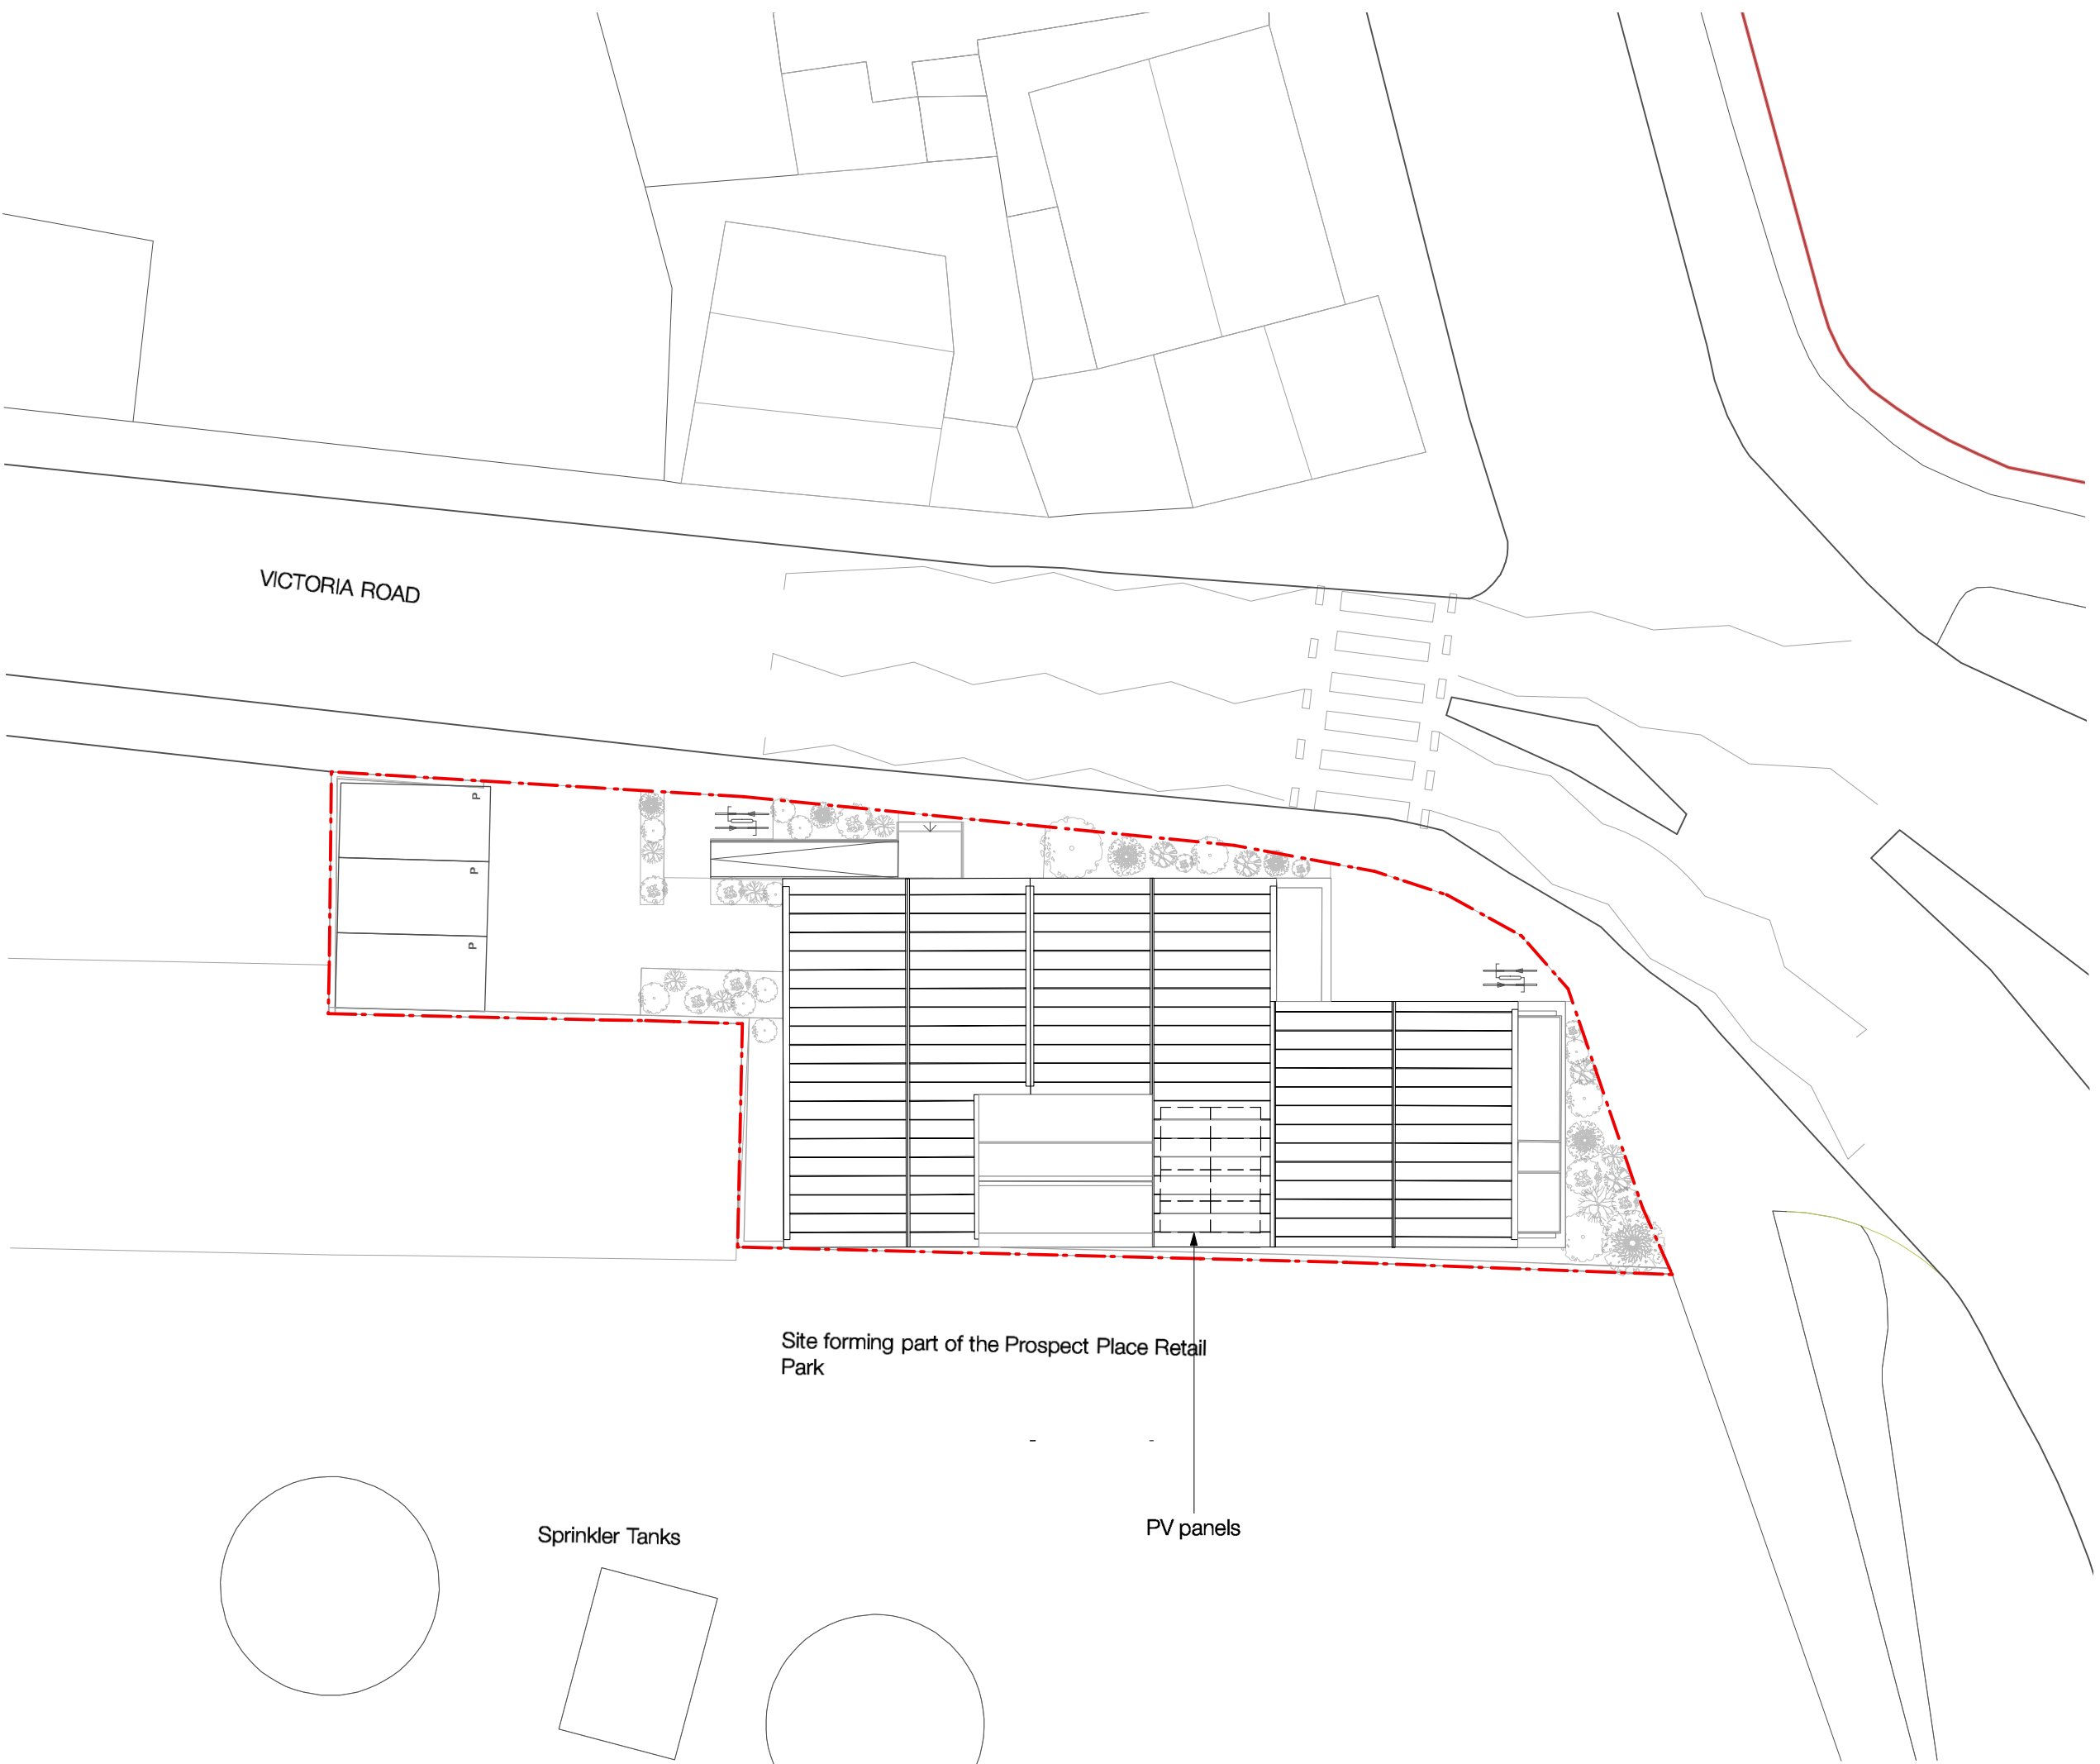 VICTORIA ROAD
P
P
P
Site forming part of the Prospect Place Retail
Park
Sprinkler Tanks
PV panels